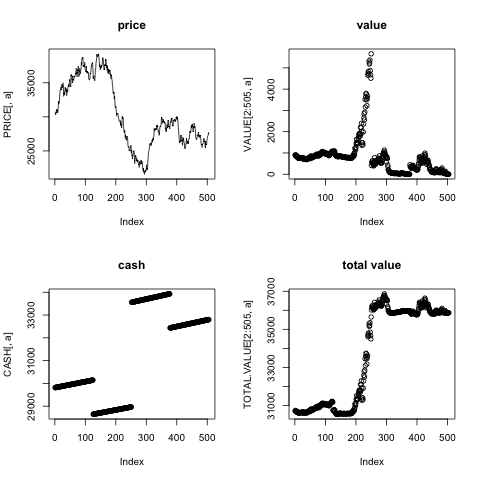 price
PRICE[, a]
25000 35000
0 100 200 300 400 500
Index
value
VALUE[2:505, a]
0 2000 4000
0 100 200 300 400 500
Index
cash
CASH[, a]
29000 31000 33000
0 100 200 300 400 500
Index
total value
TOTAL.VALUE[2:505, a]
31000 33000 35000 37000
0 100 200 300 400 500
Index